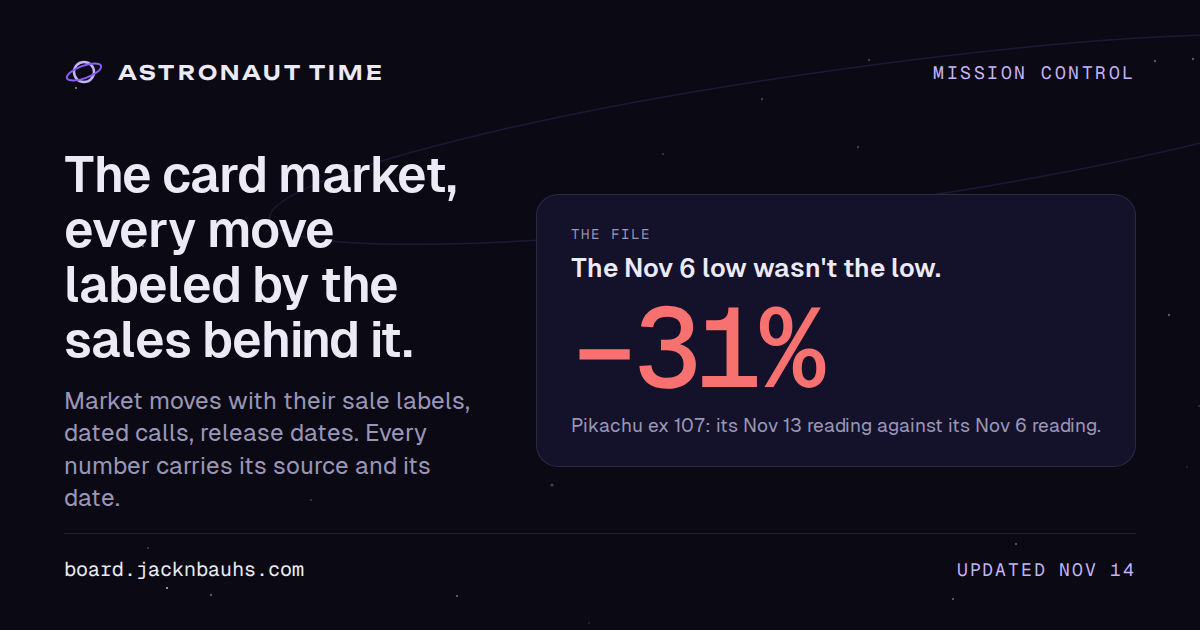 ASTRONAUT TIME
MISSION CONTROL
The card market,
every move
labeled by the
sales behind it.
Market moves with their sale labels,
dated calls, release dates. Every
number carries its source and its
date.
THE FILE
The Nov 6 low wasn't the low.
−31%
Pikachu ex 107: its Nov 13 reading against its Nov 6 reading.
board.jacknbauhs.com
UPDATED NOV 14